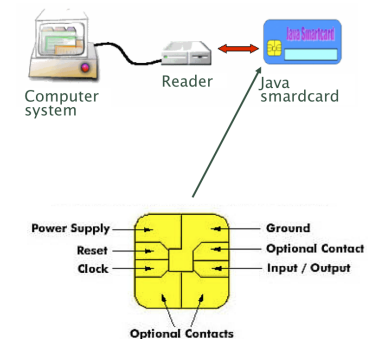 Java Smartcard
Computer
system
Reader
Java
smardcard
Power Supply
Ground
Reset
Optional Contact
Clock
Input / Output
Optional Contacts